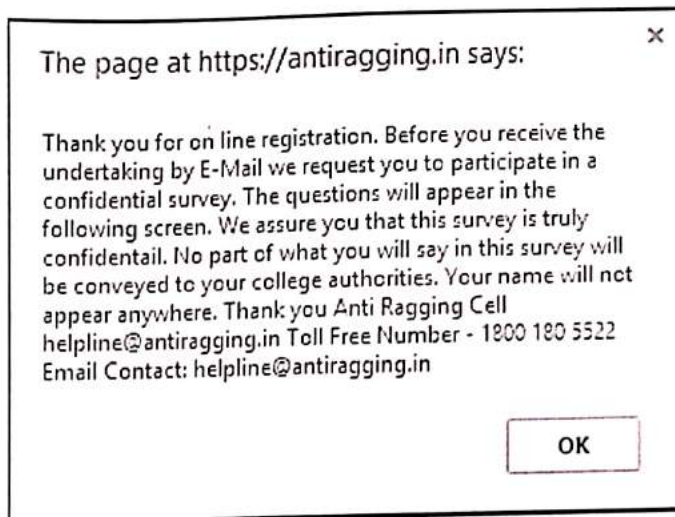 The page at https://antiragging.in says:
×
Thank you for on line registration. Before you receive the
undertaking by E-Mail we request you to participate in a
confidential survey. The questions will appear in the
following screen. We assure you that this survey is truly
confidentail. No part of what you will say in this survey will
be conveyed to your college authorities. Your name will not
appear anywhere. Thank you Anti Ragging Cell
helpline@antiragging.in Toll Free Number - 1800 180 5522
Email Contact: helpline@antiragging.in
OK